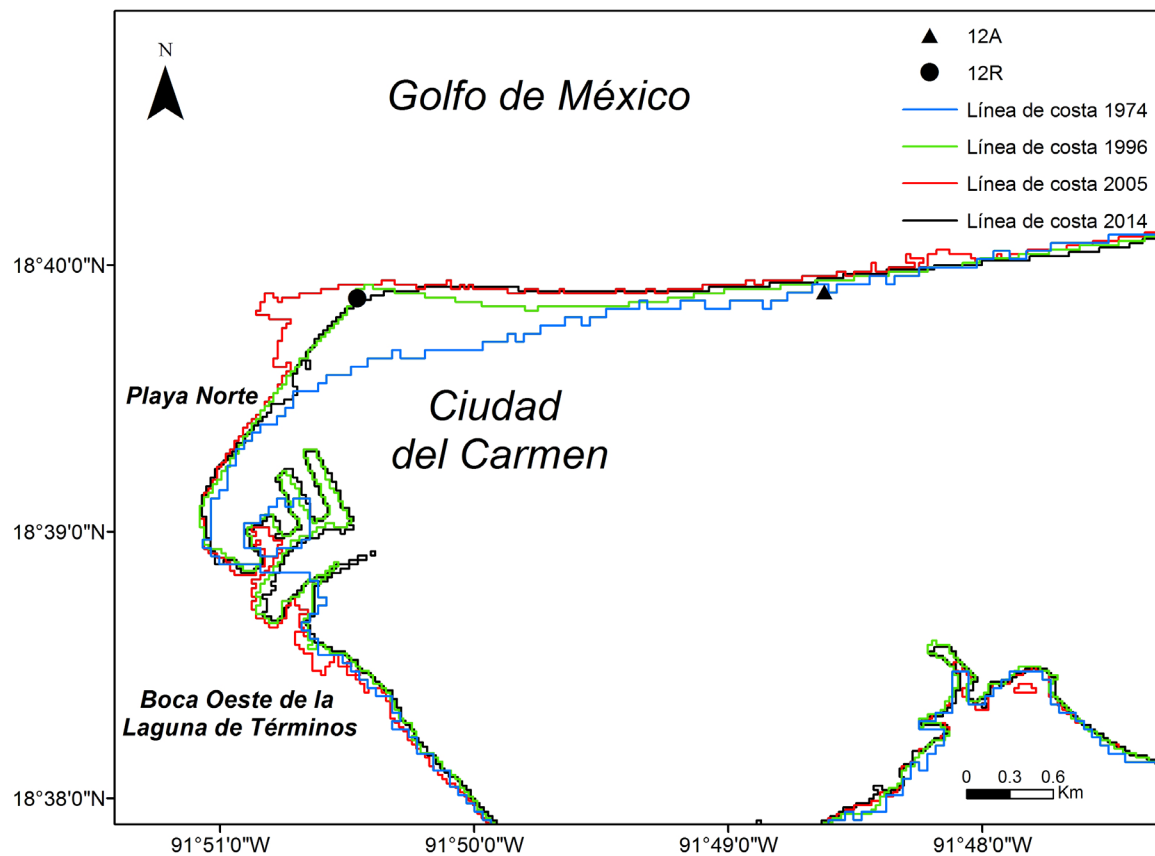 N
Golfo de México
12A
12R
Línea de costa 1974
Línea de costa 1996
Línea de costa 2005
Línea de costa 2014
18°40'0"N
Playa Norte
Ciudad
del Carmen
18°39'0"N
Boca Oeste de la
Laguna de Términos
0 0.3 0.6
Km
18°38'0"N
91°51'0"W 91°50'0"W 91°49'0"W 91°48'0"W